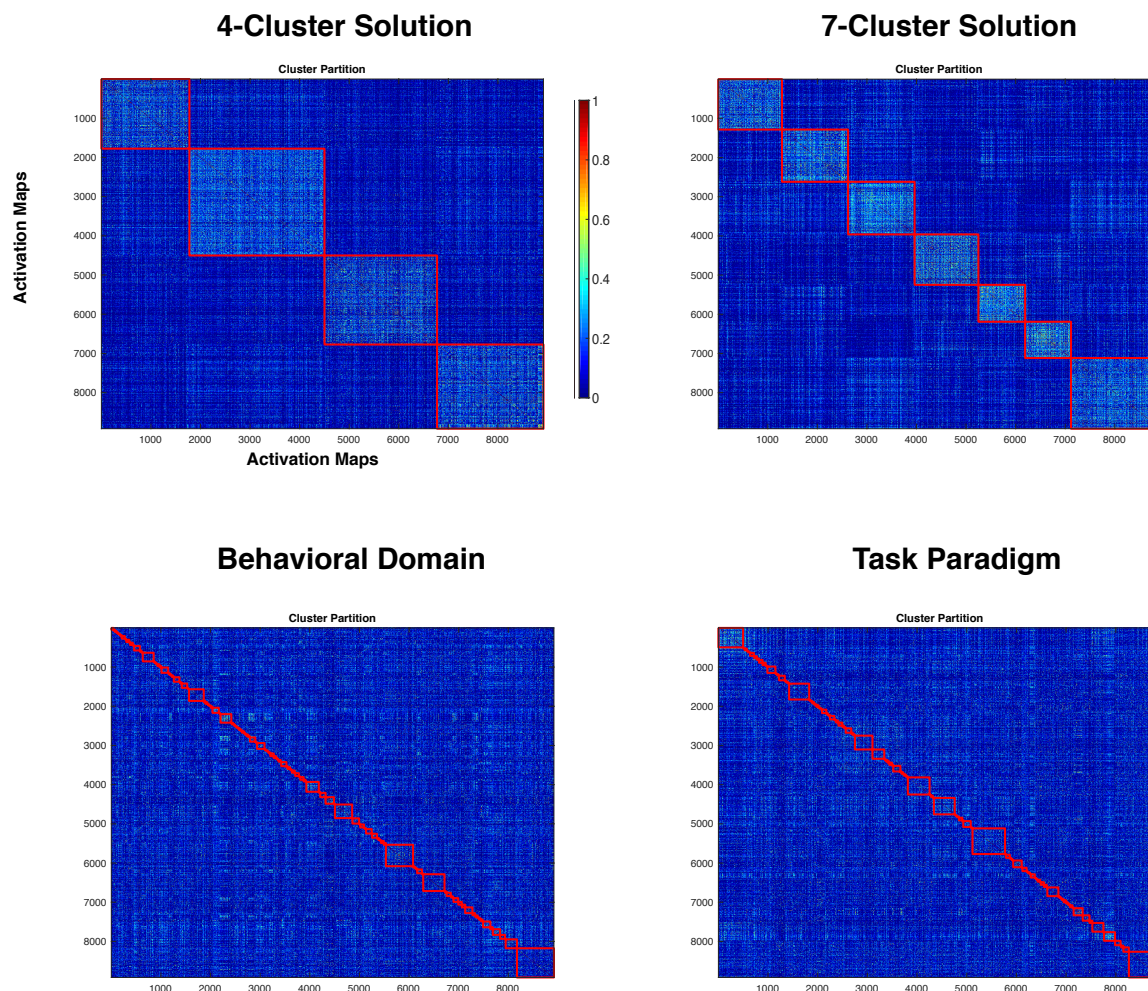 4-Cluster Solution
7-Cluster Solution
Cluster Partition
Cluster Partition
Activation Maps
1000
2000
3000
4000
5000
6000
7000
8000
1000 2000 3000 4000 5000 6000 7000 8000
Activation Maps
1
0.8
0.6
0.4
0.2
0
1000
2000
3000
4000
5000
6000
7000
8000
1000 2000 3000 4000 5000 6000 7000 8000
Behavioral Domain
Task Paradigm
Cluster Partition
Cluster Partition
1000
2000
3000
4000
5000
6000
7000
8000
1000 2000 3000 4000 5000 6000 7000 8000
1000
2000
3000
4000
5000
6000
7000
8000
1000 2000 3000 4000 5000 6000 7000 8000